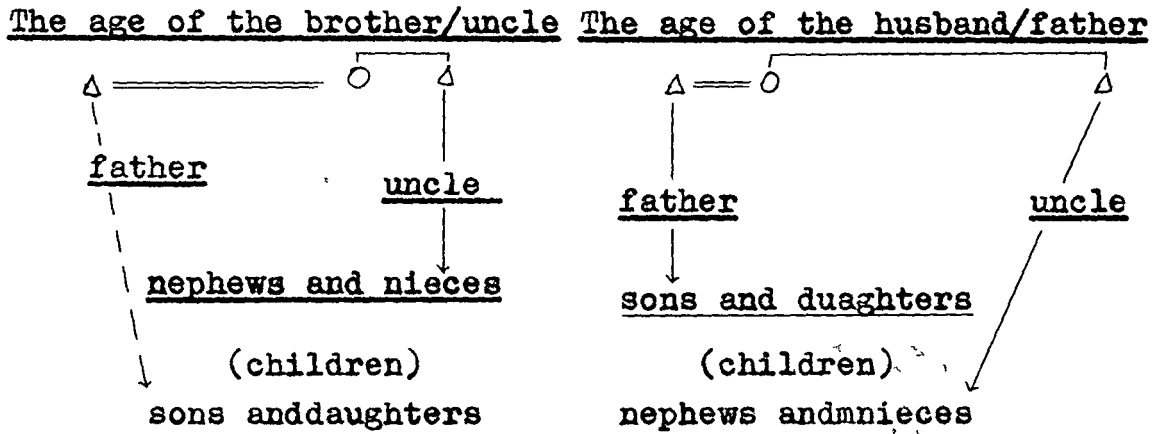 The age of the brother/uncle
father
uncle
nephews and nieces
(children)
sons anddaughters
The age of the husband/father
father
uncle
sons and duaghters
(children)
nephews andmnieces